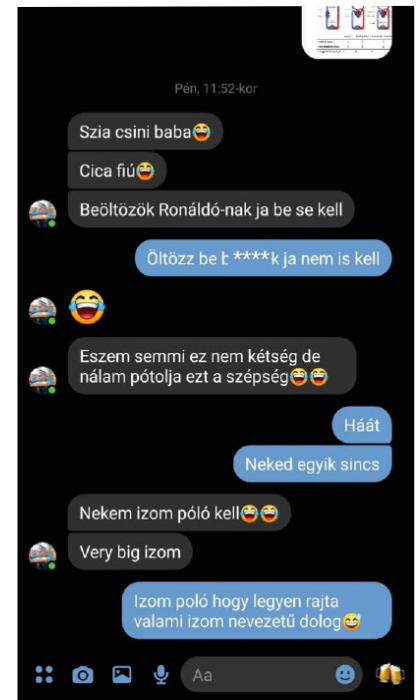 Pén, 11:52-kor
Szia csini baba😂
Cica fiú😂
Beöltözök Ronáldó-nak ja be se kell
Öltözz be b ****k ja nem is kell
😂
Eszem semmi ez nem kétség de
nálam pótolja ezt a szépség😂😂
Háát
Neked egyik sincs
Nekem izom póló kell😂😂
Very big izom
Izom poló hogy legyen rajta
valami izom nevezetű dolog😅
Aa